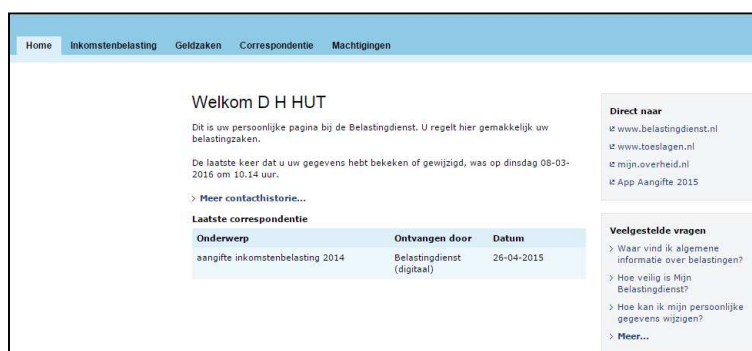 Home Inkomstenbelasting Geldzaken Correspondentie Machtigingen
Welkom D H HUT
Dit is uw persoonlijke pagina bij de Belastingdienst. U regelt hier gemakkelijk uw
belastingzaken.
De laatste keer dat u uw gegevens hebt bekeken of gewijzigd, was op dinsdag 08-03-
2016 om 10.14 uur.
> Meer contacthistorie...
Laatste correspondentie
Onderwerp Ontvangen door Datum
aangifte inkomstenbelasting 2014 Belastingdienst 26-04-2015
(digitaal)
Direct naar
www.belastingdienst.nl
www.toeslagen.nl
mijn.overheid.nl
App Aangifte 2015
Veelgestelde vragen
> Waar vind ik algemene
informatie over belastingen?
> Hoe veilig is Mijn
Belastingdienst?
> Hoe kan ik mijn persoonlijke
gegevens wijzigen?
> Meer...